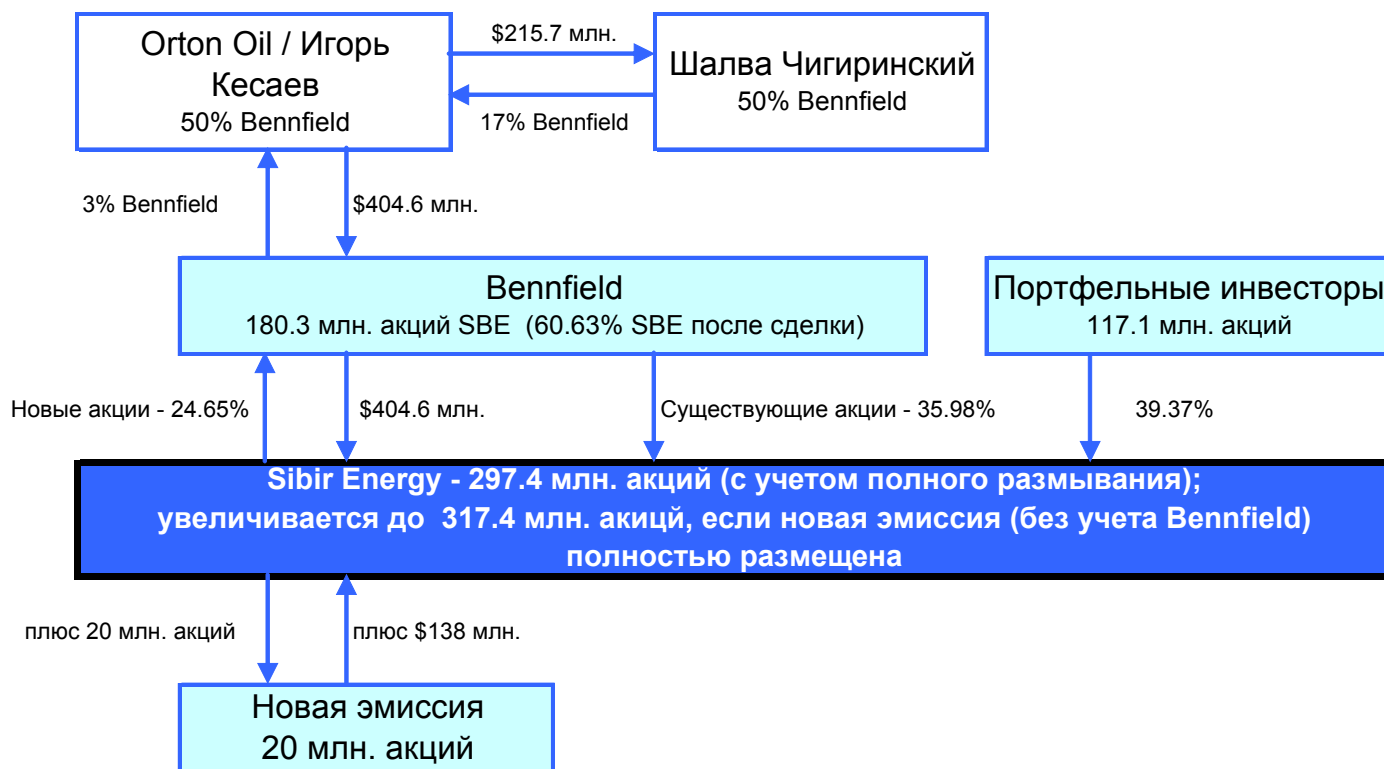 Orton Oil / Игорь
Кесаев
50% Bennfield
$215.7 млн.
17% Bennfield
Шалва Чигиринский
50% Bennfield
3% Bennfield
$404.6 млн.
Bennfield
180.3 млн. акций SBE (60.63% SBE после сделки)
Портфельные инвесторы
117.1 млн. акций
Новые акции - 24.65%
$404.6 млн.
Существующие акции - 35.98%
39.37%
Sibir Energy - 297.4 млн. акций (с учетом полного размывания);
увеличивается до 317.4 млн. акицй, если новая эмиссия (без учета Bennfield)
полностью размещена
плюс 20 млн. акций
плюс $138 млн.
Новая эмиссия
20 млн. акций